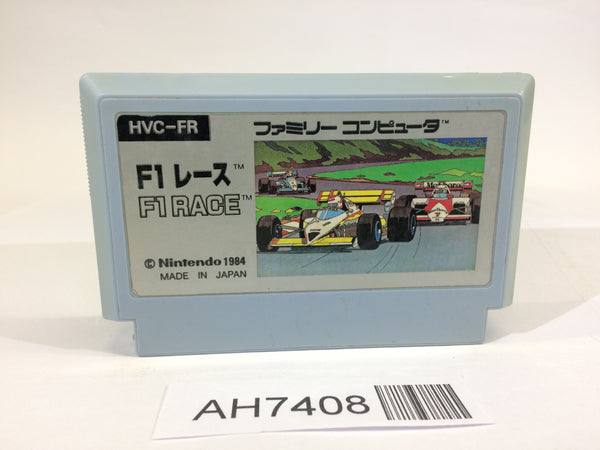 HVC-FR
ファミリー コンピュータ™
F1 レース™
F1 RACE™
© Nintendo 1984
MADE IN JAPAN
AH7408